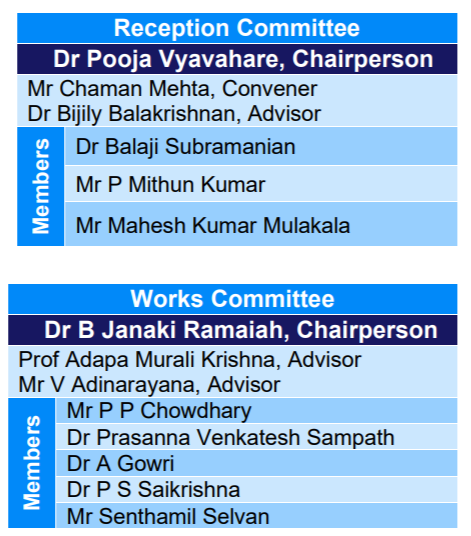 Reception Committee
Dr Pooja Vyavahare, Chairperson
Mr Chaman Mehta, Convener
Dr Bijily Balakrishnan, Advisor
Members
Dr Balaji Subramanian
Mr P Mithun Kumar
Mr Mahesh Kumar Mulakala
Works Committee
Dr B Janaki Ramaiah, Chairperson
Prof Adapa Murali Krishna, Advisor
Mr V Adinarayana, Advisor
Members
Mr P P Chowdhary
Dr Prasanna Venkatesh Sampath
Dr A Gowri
Dr P S Saikrishna
Mr Senthamil Selvan